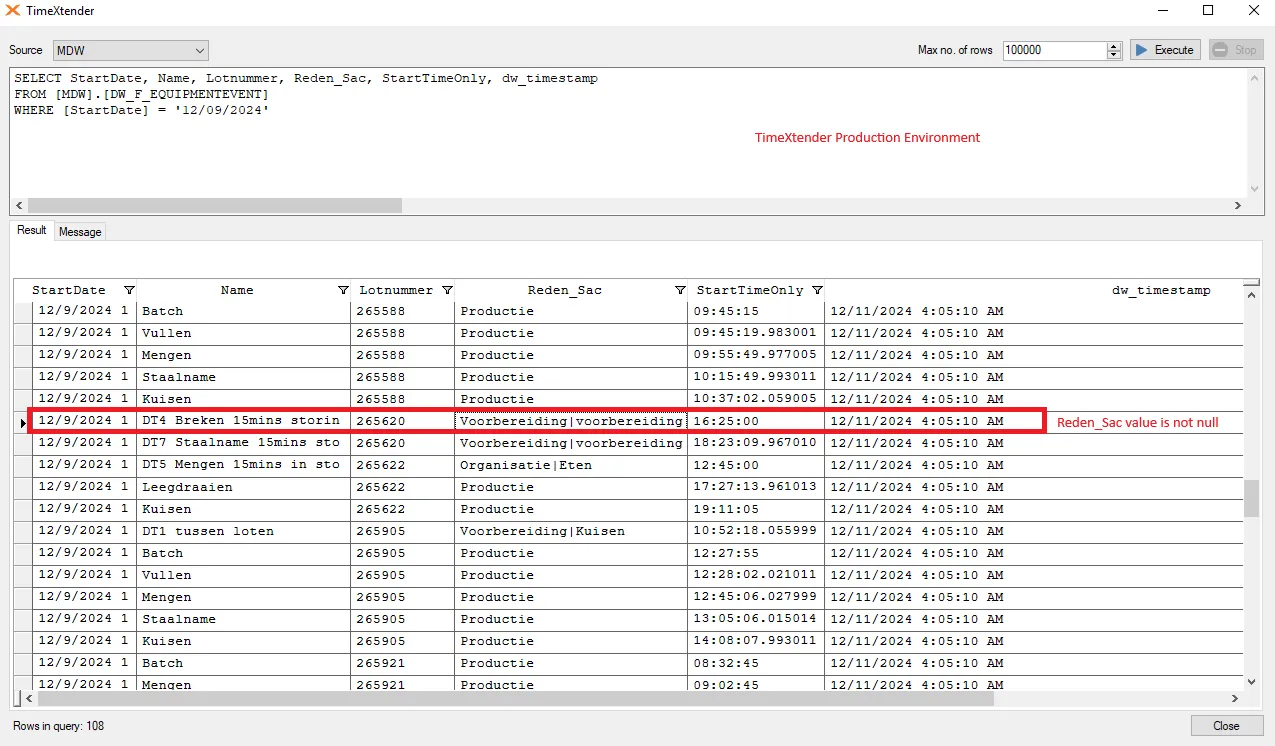 TimeXtender
Source MDW Max no. of rows 100000 Execute Stop
SELECT StartDate, Name, Lotnummer, Reden_Sac, StartTimeOnly, dw_timestamp
FROM [MDW].[DW_F_EQUIPMENTEVENT]
WHERE [StartDate] = '12/09/2024'
TimeXtender Production Environment
Result Message
StartDate Name Lotnummer Reden_Sac StartTimeOnly dw_timestamp
12/9/2024 1 Batch 265588 Productie 09:45:15 12/11/2024 4:05:10 AM
12/9/2024 1 Vullen 265588 Productie 09:45:19.983001 12/11/2024 4:05:10 AM
12/9/2024 1 Mengen 265588 Productie 09:55:49.977005 12/11/2024 4:05:10 AM
12/9/2024 1 Staalname 265588 Productie 10:15:49.993011 12/11/2024 4:05:10 AM
12/9/2024 1 Kuisen 265588 Productie 10:37:02.059005 12/11/2024 4:05:10 AM
12/9/2024 1 DT4 Breken 15mins storin 265620 Voorbereiding|voorbereiding 16:25:00 12/11/2024 4:05:10 AM Reden_Sac value is not null
12/9/2024 1 DT7 Staalname 15mins sto 265620 Voorbereiding|voorbereiding 18:23:09.967010 12/11/2024 4:05:10 AM
12/9/2024 1 DT5 Mengen 15mins in sto 265622 Organisatie|Eten 12:45:00 12/11/2024 4:05:10 AM
12/9/2024 1 Leegdraaien 265622 Productie 17:27:13.961013 12/11/2024 4:05:10 AM
12/9/2024 1 Kuisen 265622 Productie 19:11:05 12/11/2024 4:05:10 AM
12/9/2024 1 DT1 tussen loten 265905 Voorbereiding|Kuisen 10:52:18.055999 12/11/2024 4:05:10 AM
12/9/2024 1 Batch 265905 Productie 12:27:55 12/11/2024 4:05:10 AM
12/9/2024 1 Vullen 265905 Productie 12:28:02.021011 12/11/2024 4:05:10 AM
12/9/2024 1 Mengen 265905 Productie 12:45:06.027999 12/11/2024 4:05:10 AM
12/9/2024 1 Staalname 265905 Productie 13:05:06.015014 12/11/2024 4:05:10 AM
12/9/2024 1 Kuisen 265905 Productie 14:08:07.993011 12/11/2024 4:05:10 AM
12/9/2024 1 Batch 265921 Productie 08:32:45 12/11/2024 4:05:10 AM
12/9/2024 1 Mengen 265921 Productie 09:02:45 12/11/2024 4:05:10 AM
Rows in query: 108 Close